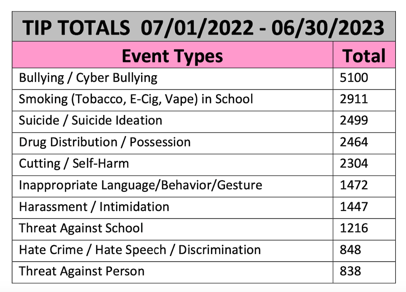 TIP TOTALS 07/01/2022 - 06/30/2023
Event Types Total
Bullying / Cyber Bullying 5100
Smoking (Tobacco, E-Cig, Vape) in School 2911
Suicide / Suicide Ideation 2499
Drug Distribution / Possession 2464
Cutting / Self-Harm 2304
Inappropriate Language/Behavior/Gesture 1472
Harassment / Intimidation 1447
Threat Against School 1216
Hate Crime / Hate Speech / Discrimination 848
Threat Against Person 838